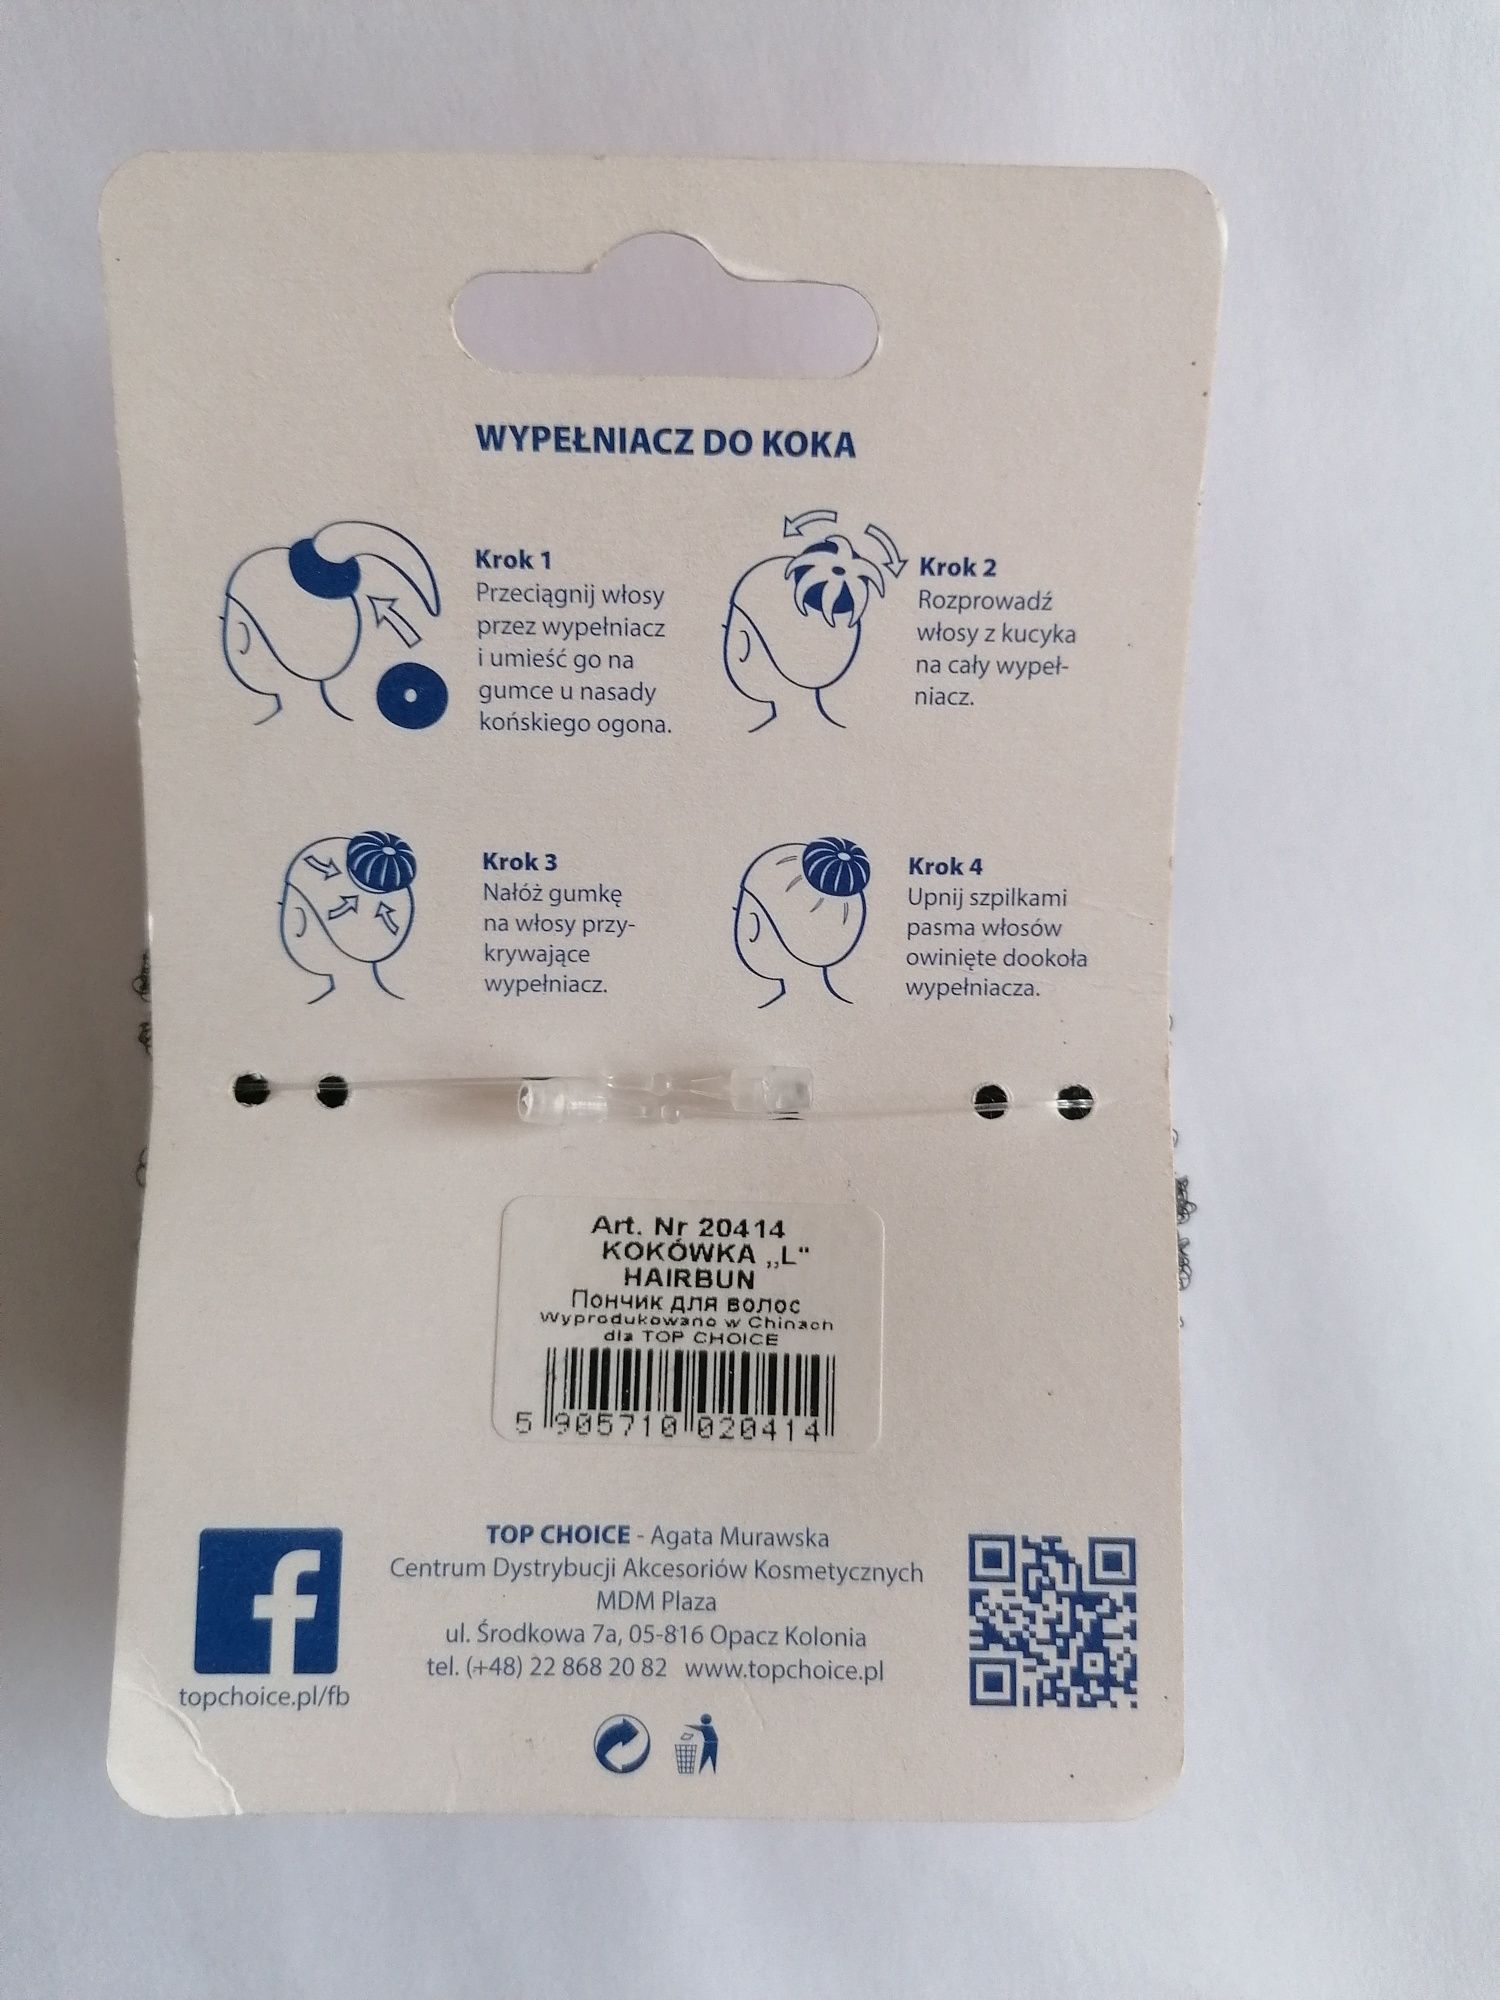 WYPEŁNIACZ DO KOKA
Krok 1
Przeciągnij włosy
przez wypełniacz
i umieść go na
gumce u nasady
końskiego ogona.
Krok 2
Rozprowadź
włosy z kucyka
na cały wypeł-
niacz.
Krok 3
Nałóż gumkę
na włosy przy-
krywające
wypełniacz.
Krok 4
Upnij szpilkami
pasma włosów
owinięte dookoła
wypełniacza.
Art. Nr 20414
KOKÓWKA „L"
HAIRBUN
Пончик для волос
Wyprodukowano w Chinach
dla TOP CHOICE
5 905710 020414
TOP CHOICE - Agata Murawska
Centrum Dystrybucji Akcesoriów Kosmetycznych
MDM Plaza
ul. Środkowa 7a, 05-816 Opacz Kolonia
tel. (+48) 22 868 20 82 www.topchoice.pl
topchoice.pl/fb